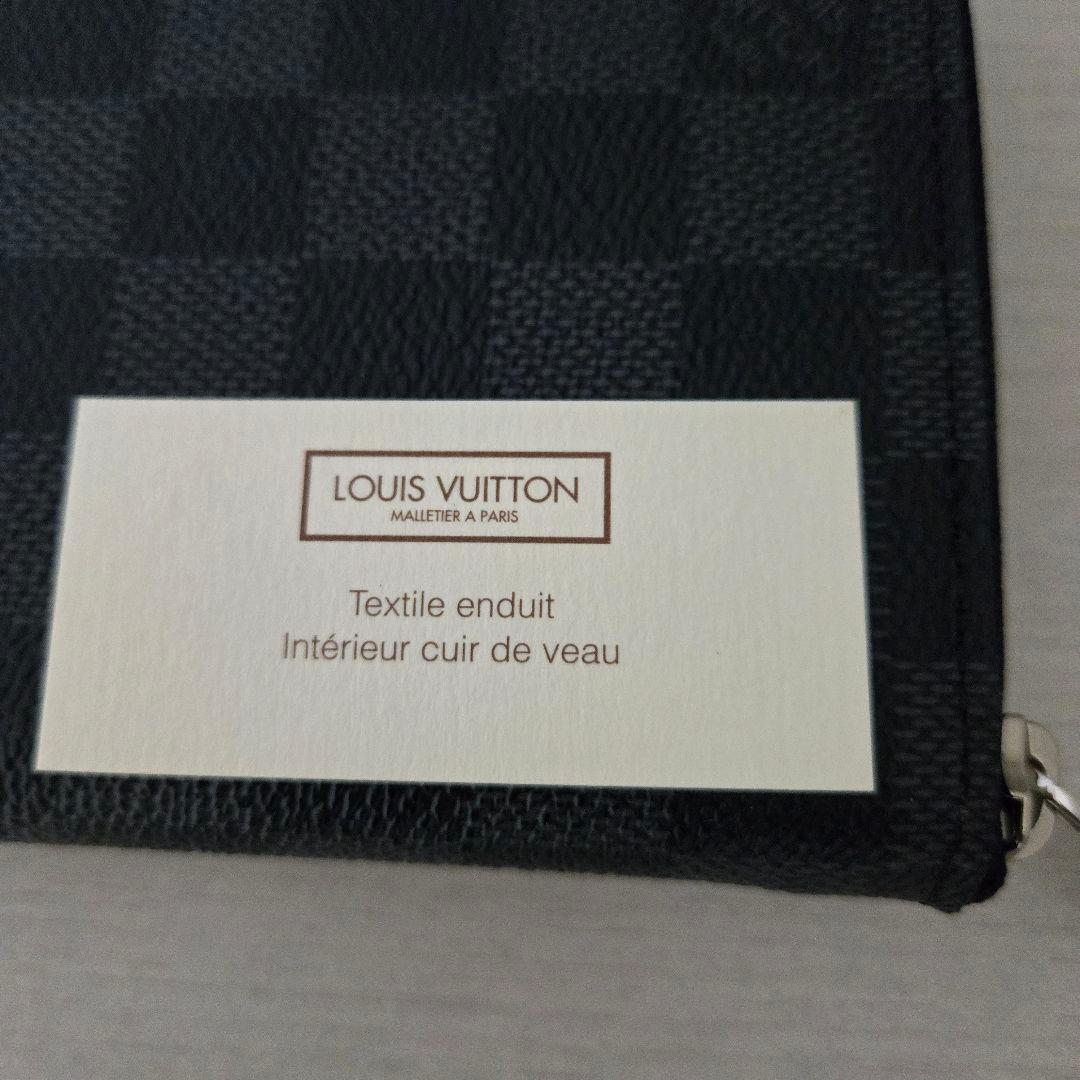 LOUIS VUITTON
MALLETIER A PARIS
Textile enduit
Intérieur cuir de veau